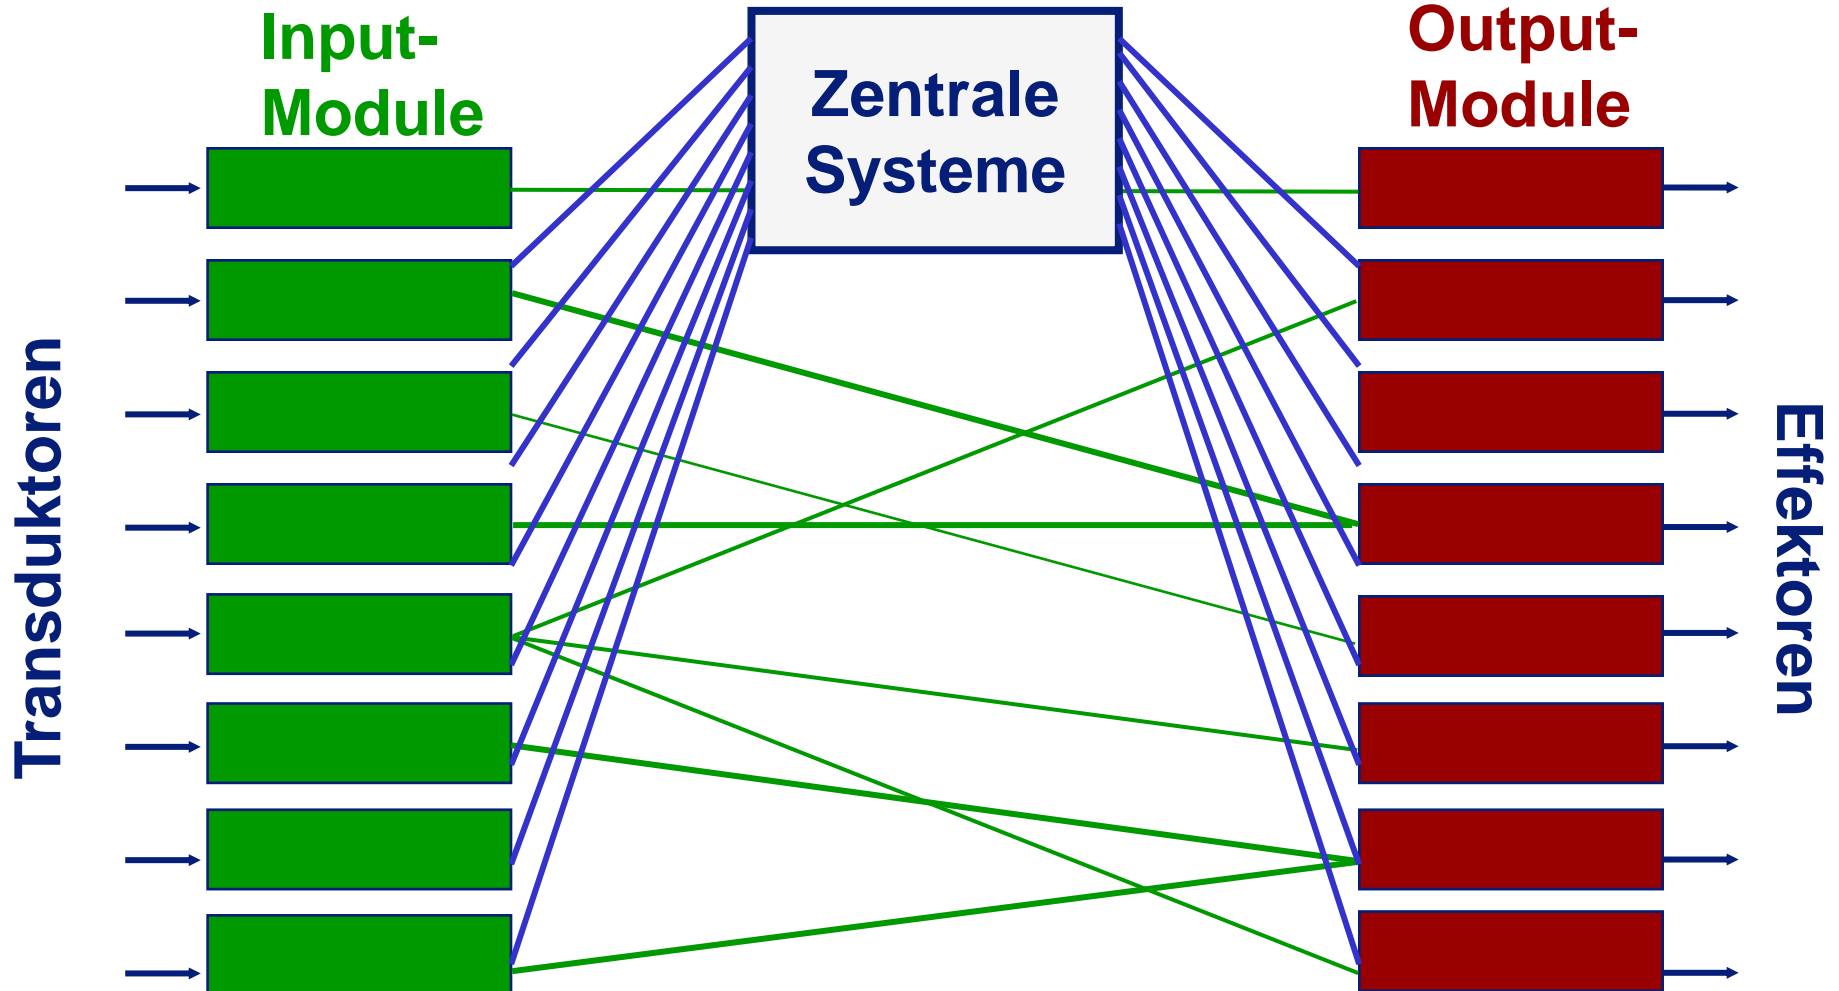 Input-
Module
Zentrale
Systeme
Output-
Module
Transduktoren
Effektoren